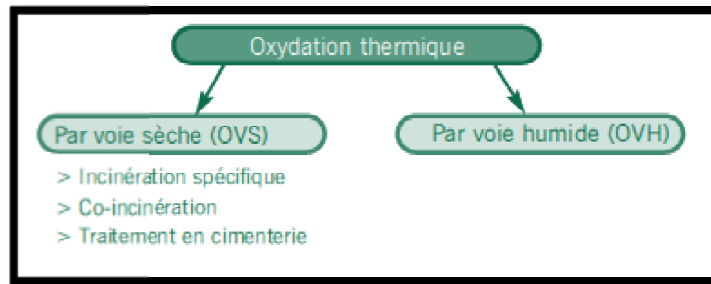 Oxydation thermique
Par voie sèche (OVS)
Par voie humide (OVH)
> Incinération spécifique
> Co-incinération
> Traitement en cimenterie